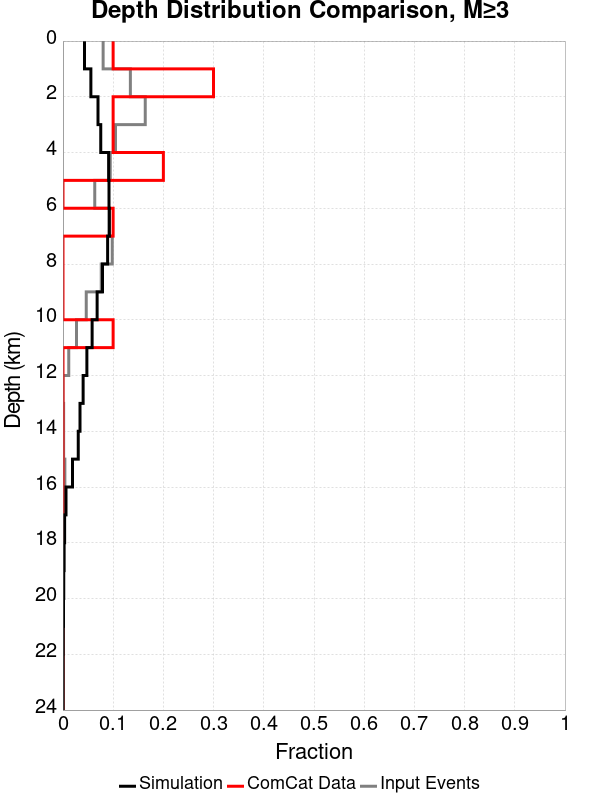 Depth Distribution Comparison, M≥3
0
2
4
6
8
10
12
14
16
18
20
22
24
Depth (km)
0 0.1 0.2 0.3 0.4 0.5 0.6 0.7 0.8 0.9 1
Fraction
Simulation ComCat Data Input Events